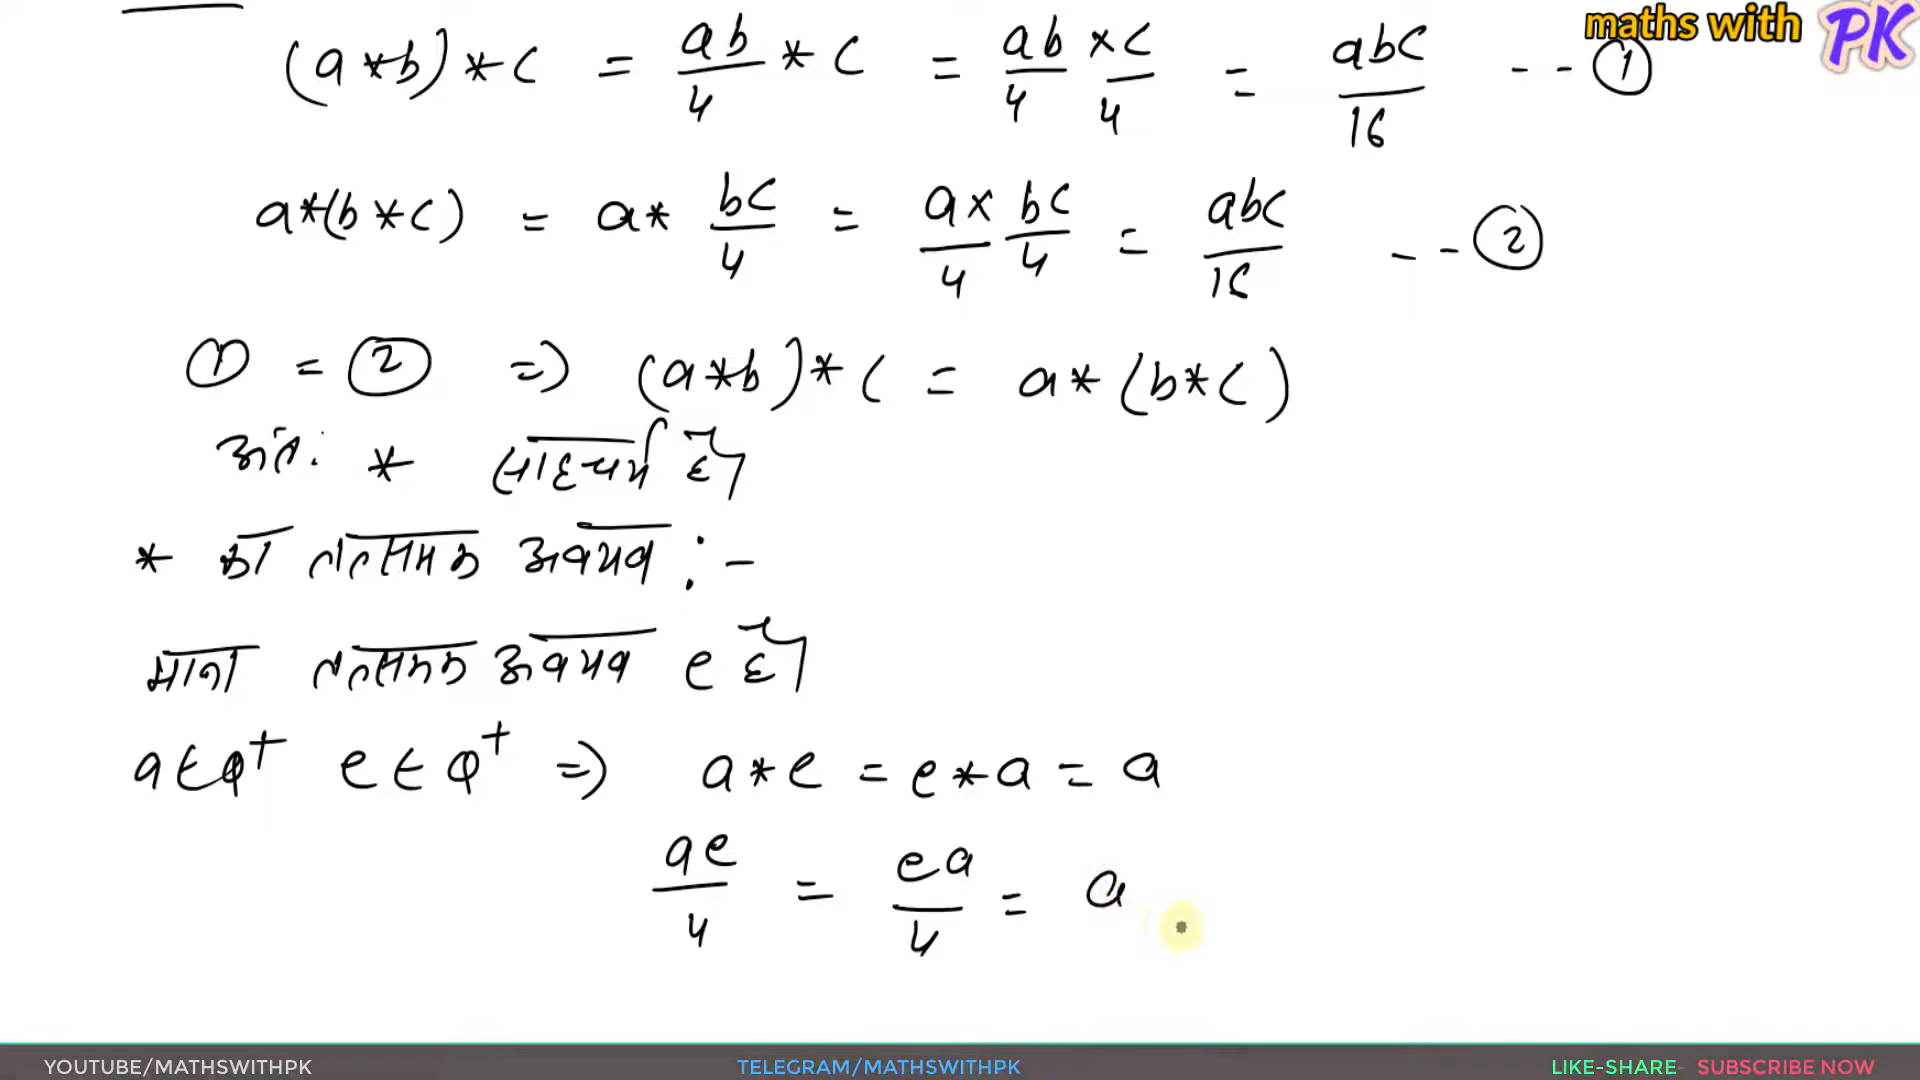 maths with PK
(a*b)*c = ab/4 * c = ab/4 × c/4 = abc/16 -- ①
a*(b*c) = a* bc/4 = a/4 × bc/4 = abc/16 -- ②
① = ② => (a*b)*c = a*(b*c)
अतः * साहचर्य है
* का तत्समक अवयव :-
माना तत्समक अवयव e है
a∈Q⁺ e∈Q⁺ => a*e = e*a = a
ae/4 = ea/4 = a
YOUTUBE/MATHSWITHPK TELEGRAM/MATHSWITHPK LIKE-SHARE- SUBSCRIBE NOW